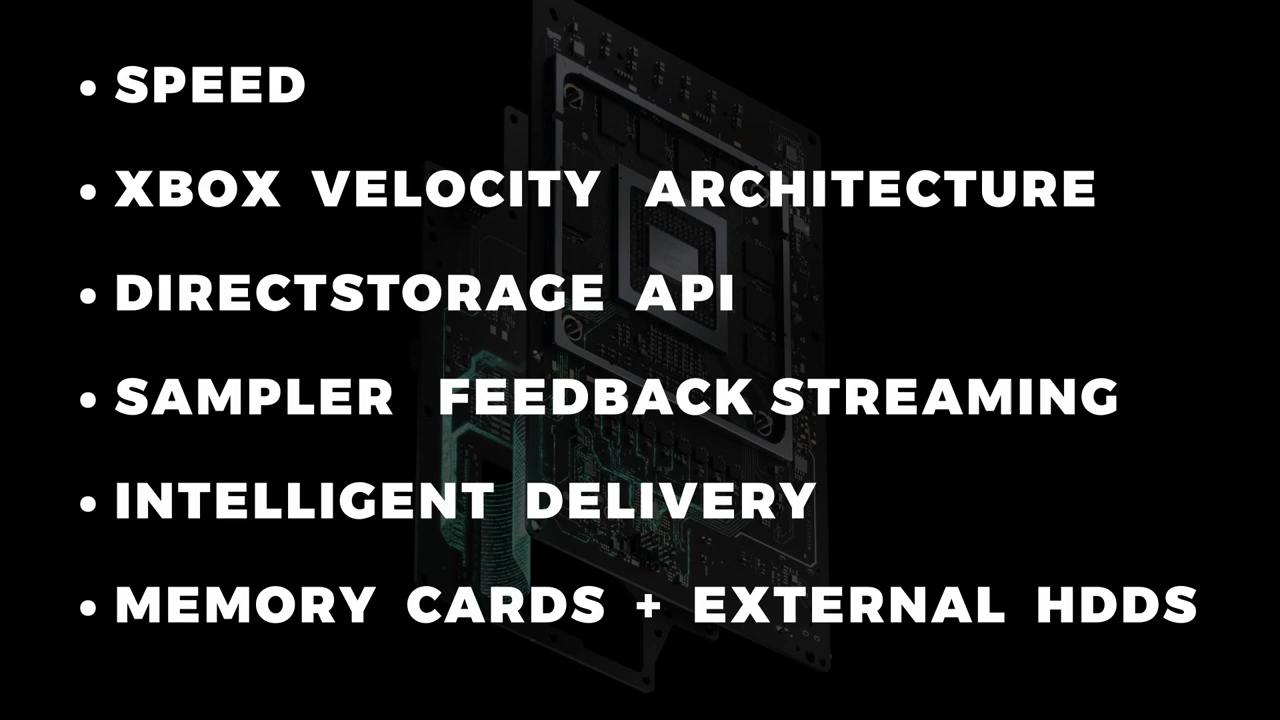 • SPEED
• XBOX VELOCITY ARCHITECTURE
• DIRECTSTORAGE API
• SAMPLER FEEDBACK STREAMING
• INTELLIGENT DELIVERY
• MEMORY CARDS + EXTERNAL HDDS